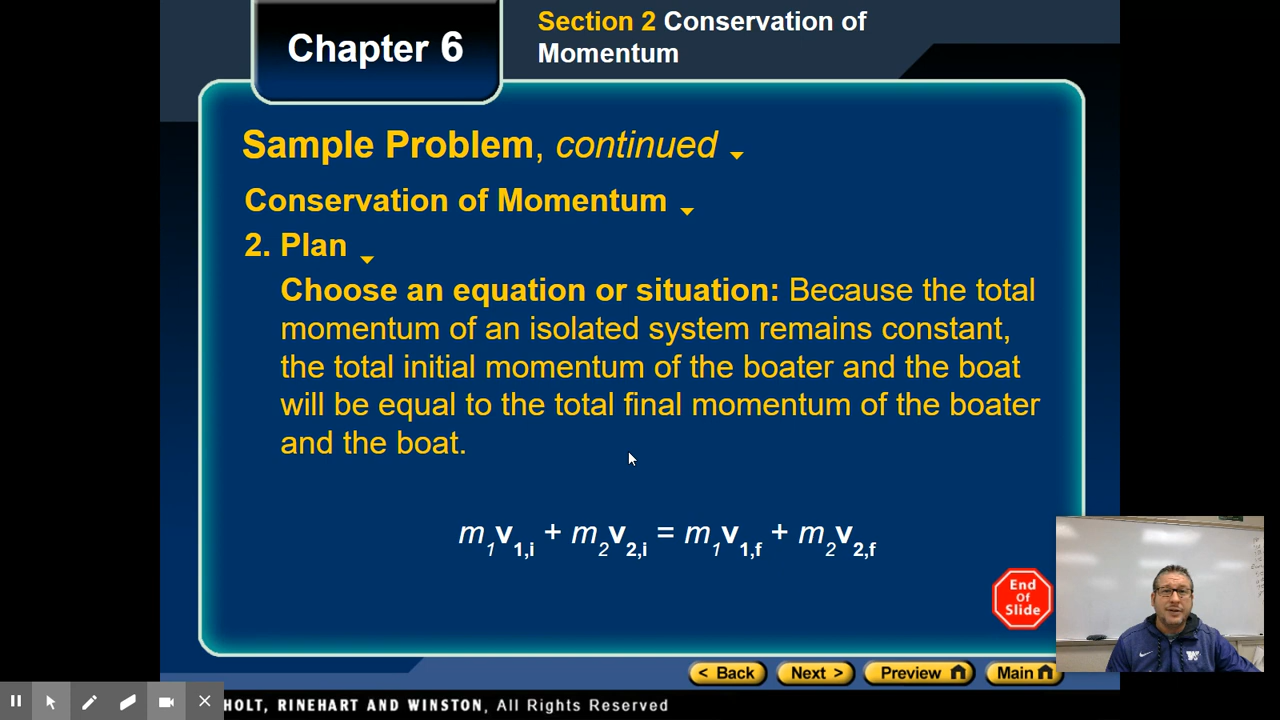 Chapter 6
Section 2 Conservation of
Momentum
Sample Problem, continued
Conservation of Momentum
2. Plan
Choose an equation or situation: Because the total
momentum of an isolated system remains constant,
the total initial momentum of the boater and the boat
will be equal to the total final momentum of the boater
and the boat.
m₁v₁,i + m₂v₂,i = m₁v₁,f + m₂v₂,f
End
Of
Slide
W
< Back
Next >
Preview
Main
HOLT, RINEHART AND WINSTON, All Rights Reserved